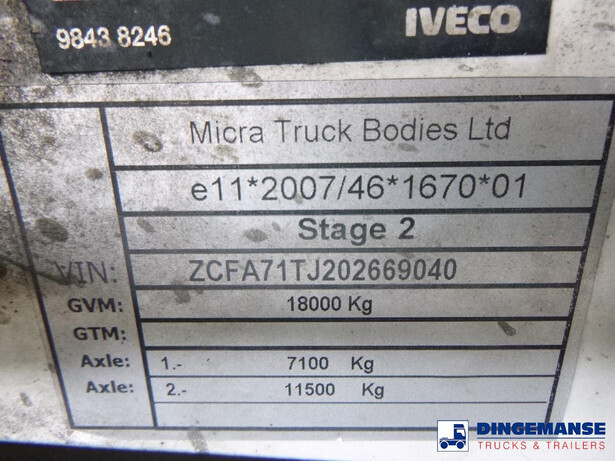 9843 8246 IVECO
Micra Truck Bodies Ltd
e11*2007/46*1670*01
Stage 2
VIN: ZCFA71TJ202669040
GVM: 18000 Kg
GTM:
Axle: 1.- 7100 Kg
Axle: 2.- 11500 Kg
DINGEMANSE
TRUCKS & TRAILERS